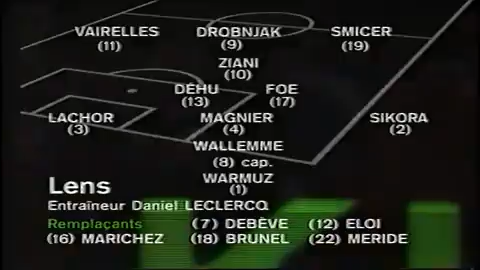 VAIRELLES DROBNJAK SMICER
(11) (9) (19)
ZIANI
(10)
DÉHU FOE
(13) (17)
LACHOR MAGNIER SIKORA
(3) (4) (2)
WALLEMME
(8) cap.
WARMUZ
(1)
Lens
Entraîneur Daniel LECLERCQ
Remplaçants (7) DEBÈVE (12) ELOI
(16) MARICHEZ (18) BRUNEL (22) MERIDE